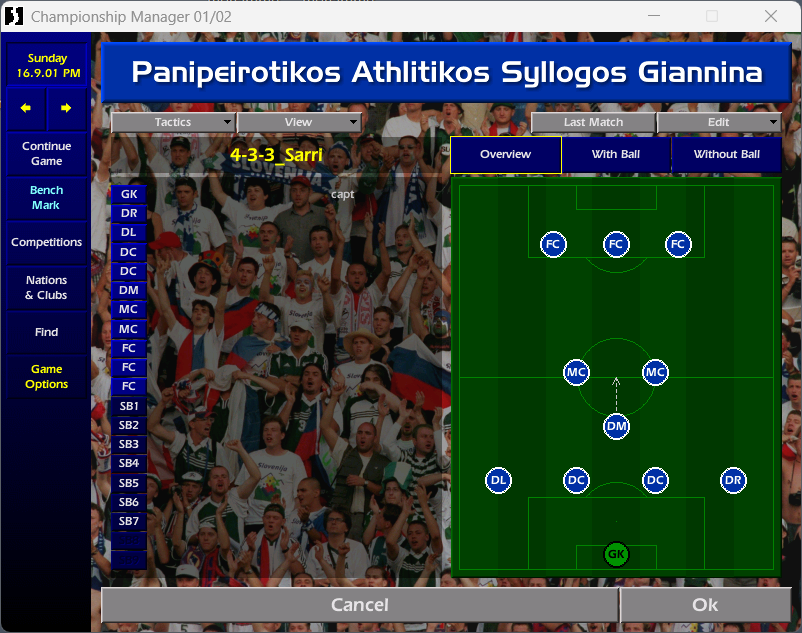 Championship Manager 01/02
Sunday
16.9.01 PM
Panipeirotikos Athlitikos Syllogos Giannina
Continue
Game
Bench
Mark
Competitions
Nations
& Clubs
Find
Game
Options
Tactics
View
Last Match
Edit
4-3-3_Sarri
Overview
With Ball
Without Ball
GK
capt
DR
DL
DC
DC
DM
MC
MC
FC
FC
FC
SB1
SB2
SB3
SB4
SB5
SB6
SB7
FC FC FC
MC MC
DM
DL DC DC DR
GK
Slovenija
Cancel
Ok